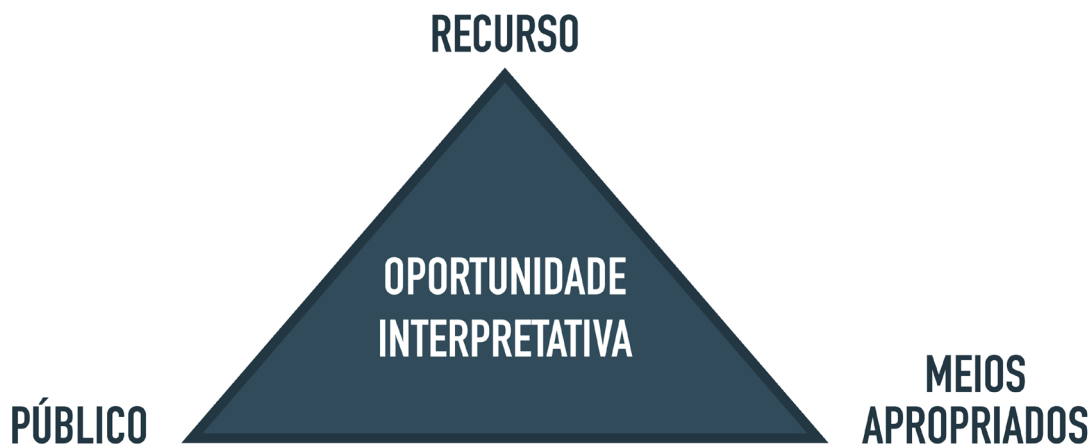 RECURSO
OPORTUNIDADE
INTERPRETATIVA
PÚBLICO
MEIOS
APROPRIADOS